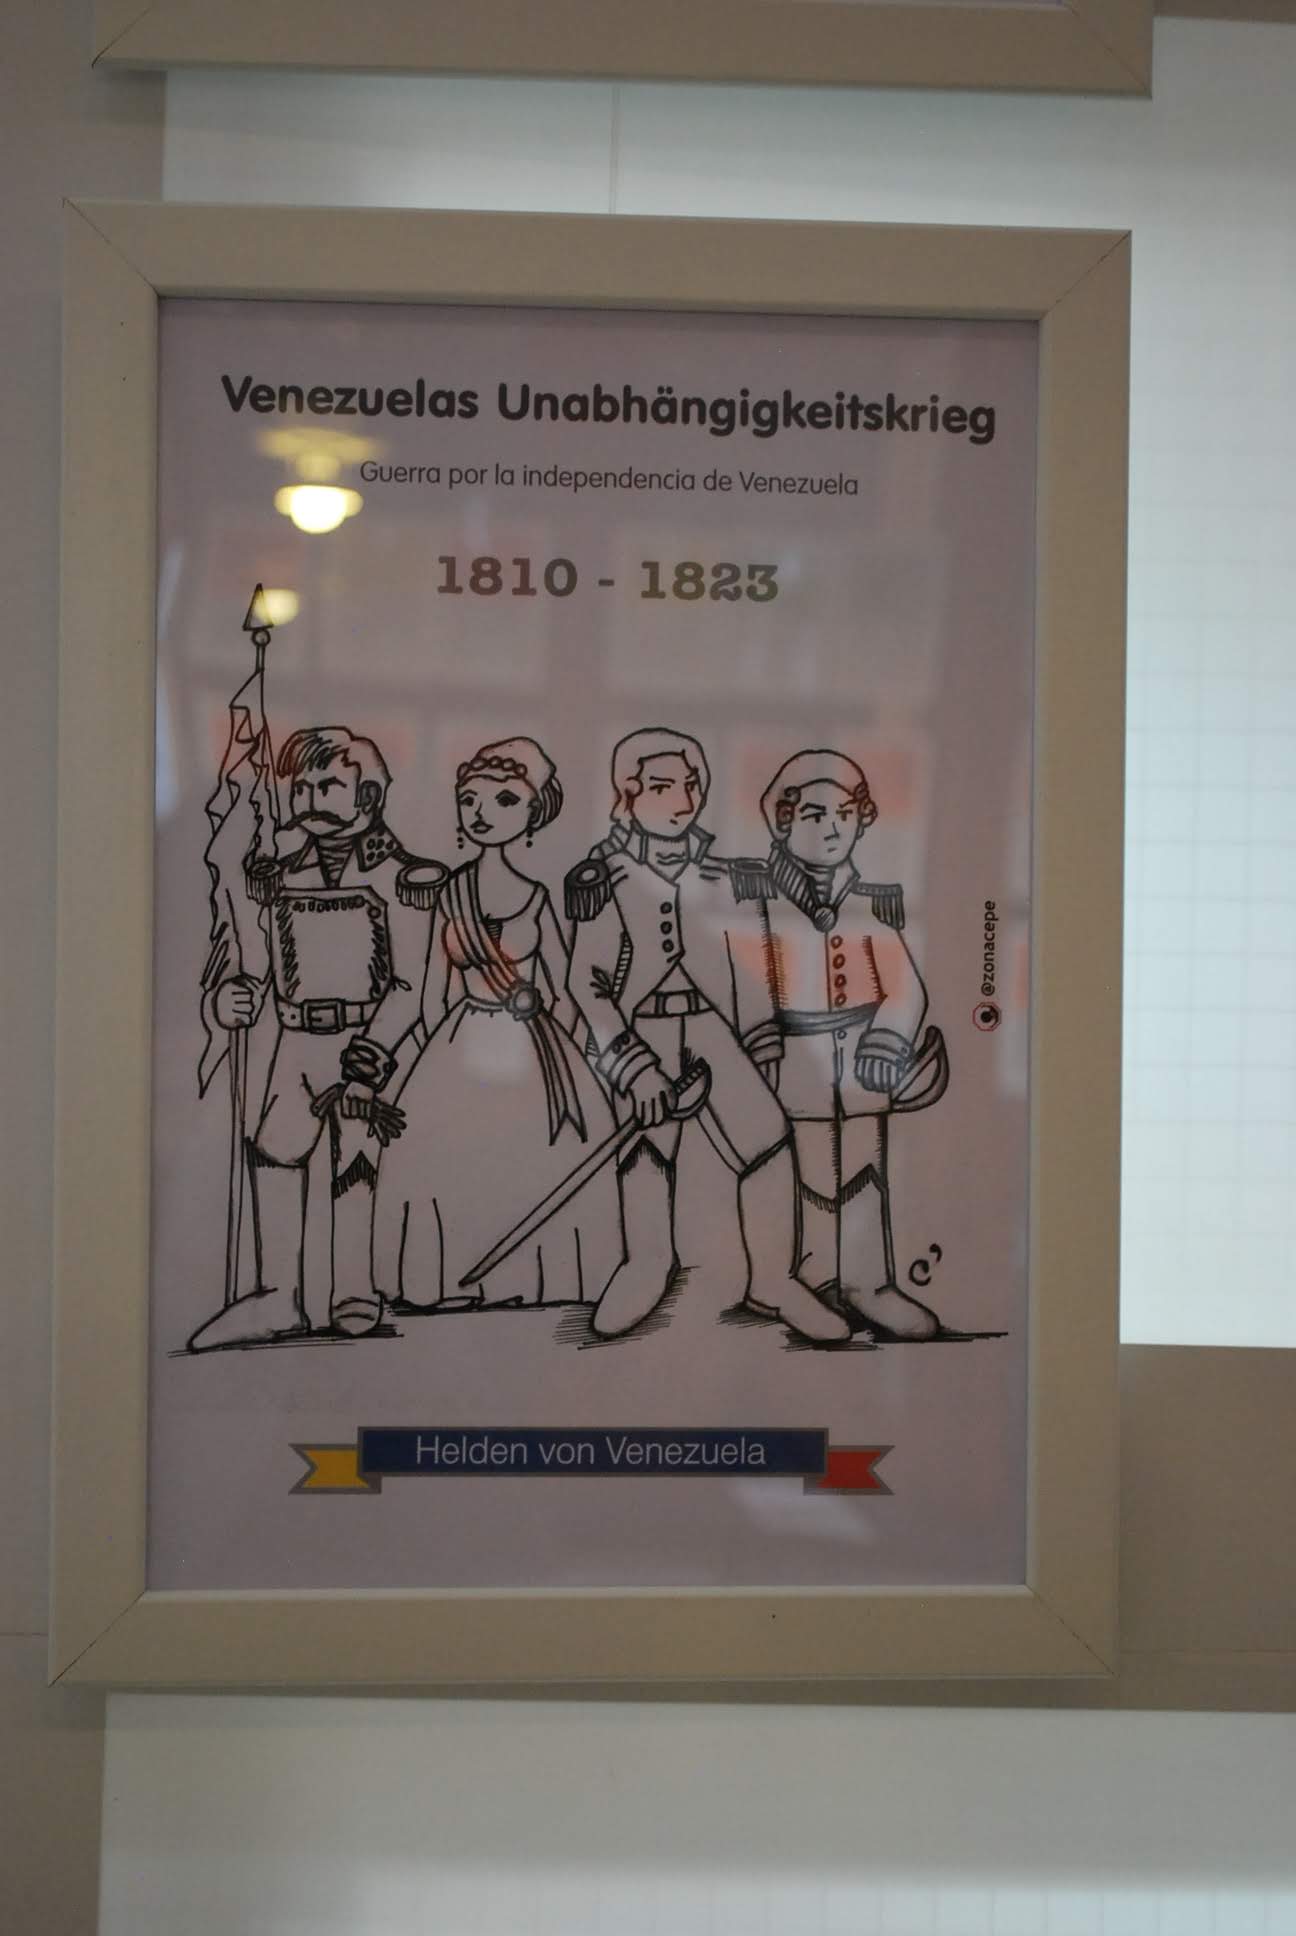 Venezuelas Unabhängigkeitskrieg
Guerra por la independencia de Venezuela
1810 - 1823
@zonacepe
C'
Helden von Venezuela